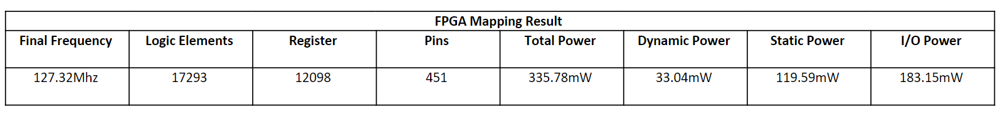 FPGA Mapping Result
Final Frequency Logic Elements Register Pins Total Power Dynamic Power Static Power I/O Power
127.32Mhz 17293 12098 451 335.78mW 33.04mW 119.59mW 183.15mW